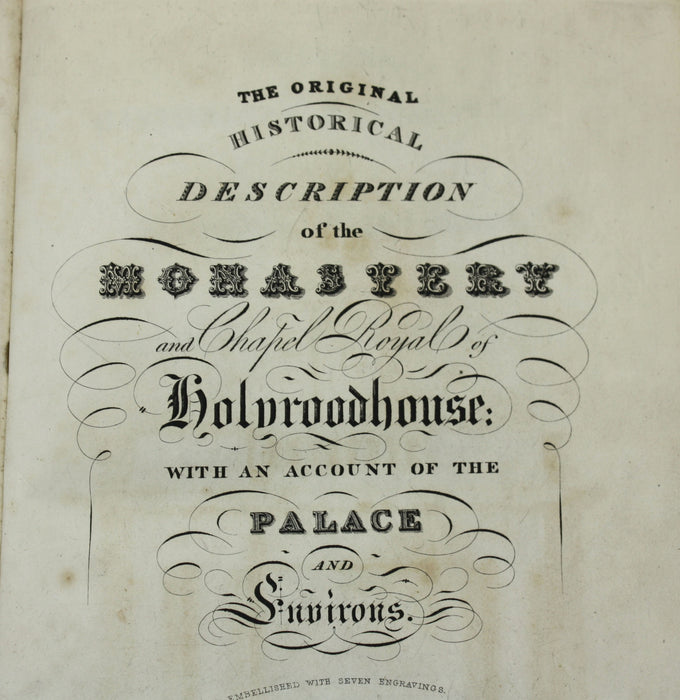 THE ORIGINAL
HISTORICAL
DESCRIPTION
of the
MONASTERY
and Chapel Royal of
Holyroodhouse:
WITH AN ACCOUNT OF THE
PALACE
AND
Environs.
EMBELLISHED WITH SEVEN ENGRAVINGS.